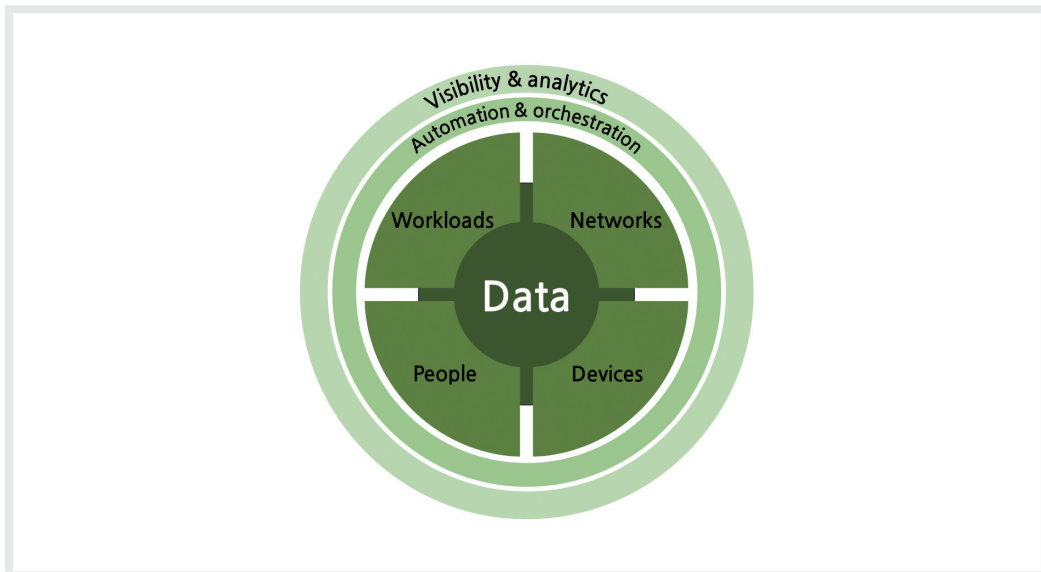 Visibility & analytics
Automation & orchestration
Workloads
Networks
Data
People
Devices